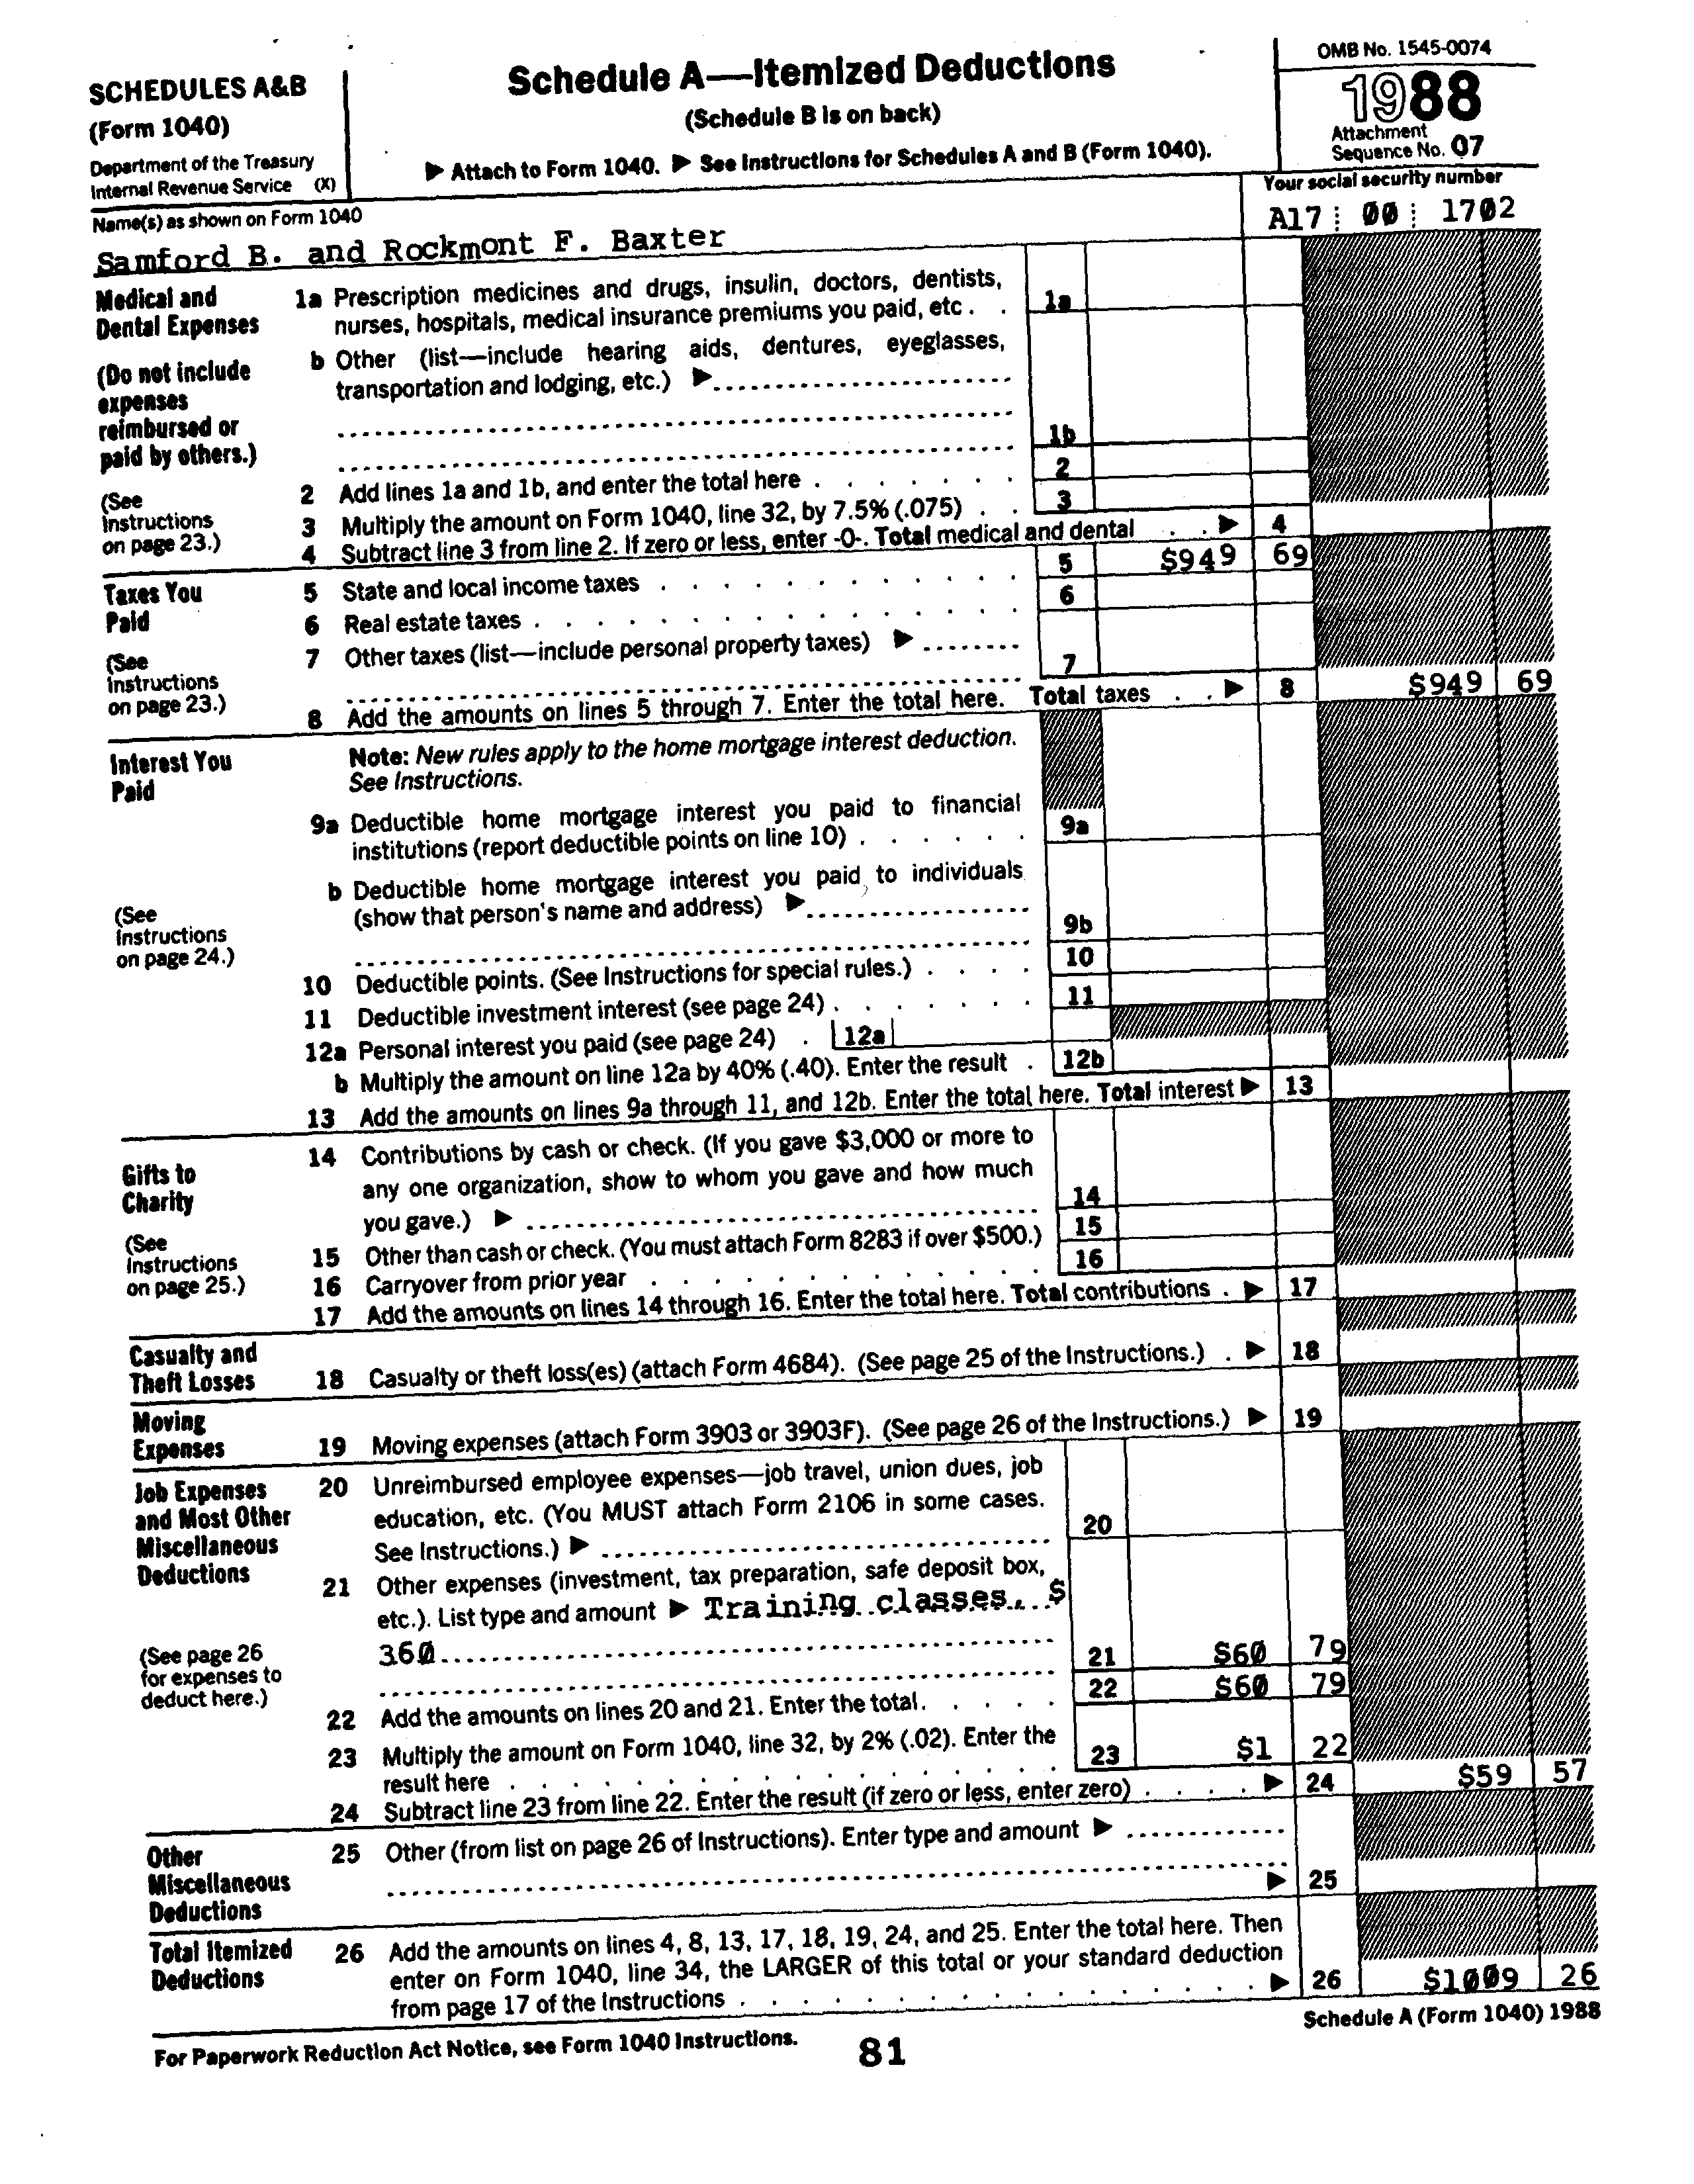 SCHEDULES A&B
(Form 1040)
Department of the Treasury
Internal Revenue Service (X)
Schedule A—Itemized Deductions
(Schedule B is on back)
▶ Attach to Form 1040. ▶ See Instructions for Schedules A and B (Form 1040).
OMB No. 1545-0074
1988
Attachment
Sequence No. 07
Name(s) as shown on Form 1040
Samford B. and Rockmont F. Baxter
Your social security number
A17 00 1702
Medical and
Dental Expenses
(Do not include
expenses
reimbursed or
paid by others.)
(See
Instructions
on page 23.)
1a Prescription medicines and drugs, insulin, doctors, dentists,
nurses, hospitals, medical insurance premiums you paid, etc. . 1a
b Other (list—include hearing aids, dentures, eyeglasses,
transportation and lodging, etc.) ▶
1b
2 Add lines 1a and 1b, and enter the total here . . . . . . . 2
3 Multiply the amount on Form 1040, line 32, by 7.5% (.075) . . 3
4 Subtract line 3 from line 2. If zero or less, enter -0-. Total medical and dental . . ▶ 4
Taxes You
Paid
(See
Instructions
on page 23.)
5 State and local income taxes . . . . . . . . . . . . 5 $949 69
6 Real estate taxes . . . . . . . . . . . . . . . 6
7 Other taxes (list—include personal property taxes) ▶
7
8 Add the amounts on lines 5 through 7. Enter the total here. Total taxes . . ▶ 8 $949 69
Interest You
Paid
(See
Instructions
on page 24.)
Note: New rules apply to the home mortgage interest deduction.
See Instructions.
9a Deductible home mortgage interest you paid to financial
institutions (report deductible points on line 10) . . . . . . 9a
b Deductible home mortgage interest you paid to individuals
(show that person's name and address) ▶
9b
10 Deductible points. (See Instructions for special rules.) . . . . 10
11 Deductible investment interest (see page 24) . . . . . . . 11
12a Personal interest you paid (see page 24) . 12a
b Multiply the amount on line 12a by 40% (.40). Enter the result . 12b
13 Add the amounts on lines 9a through 11, and 12b. Enter the total here. Total interest ▶ 13
Gifts to
Charity
(See
Instructions
on page 25.)
14 Contributions by cash or check. (If you gave $3,000 or more to
any one organization, show to whom you gave and how much
you gave.) ▶ 14
15 Other than cash or check. (You must attach Form 8283 if over $500.) 15
16 Carryover from prior year . . . . . . . . . . . . . 16
17 Add the amounts on lines 14 through 16. Enter the total here. Total contributions . ▶ 17
Casualty and
Theft Losses
18 Casualty or theft loss(es) (attach Form 4684). (See page 25 of the Instructions.) . ▶ 18
Moving
Expenses
19 Moving expenses (attach Form 3903 or 3903F). (See page 26 of the Instructions.) ▶ 19
Job Expenses
and Most Other
Miscellaneous
Deductions
(See page 26
for expenses to
deduct here.)
20 Unreimbursed employee expenses—job travel, union dues, job
education, etc. (You MUST attach Form 2106 in some cases.
See Instructions.) ▶ 20
21 Other expenses (investment, tax preparation, safe deposit box,
etc.). List type and amount ▶ Training classes, $
360 21 $60 79
22 Add the amounts on lines 20 and 21. Enter the total. . . . . 22 $60 79
23 Multiply the amount on Form 1040, line 32, by 2% (.02). Enter the
result here . . . . . . . . . . . . . . . . . . 23 $1 22
24 Subtract line 23 from line 22. Enter the result (if zero or less, enter zero) . . . . ▶ 24 $59 57
Other
Miscellaneous
Deductions
25 Other (from list on page 26 of Instructions). Enter type and amount ▶
▶ 25
Total Itemized
Deductions
26 Add the amounts on lines 4, 8, 13, 17, 18, 19, 24, and 25. Enter the total here. Then
enter on Form 1040, line 34, the LARGER of this total or your standard deduction
from page 17 of the Instructions . . . . . . . . . . . . . . . . ▶ 26 $1009 26
For Paperwork Reduction Act Notice, see Form 1040 Instructions.
81
Schedule A (Form 1040) 1988